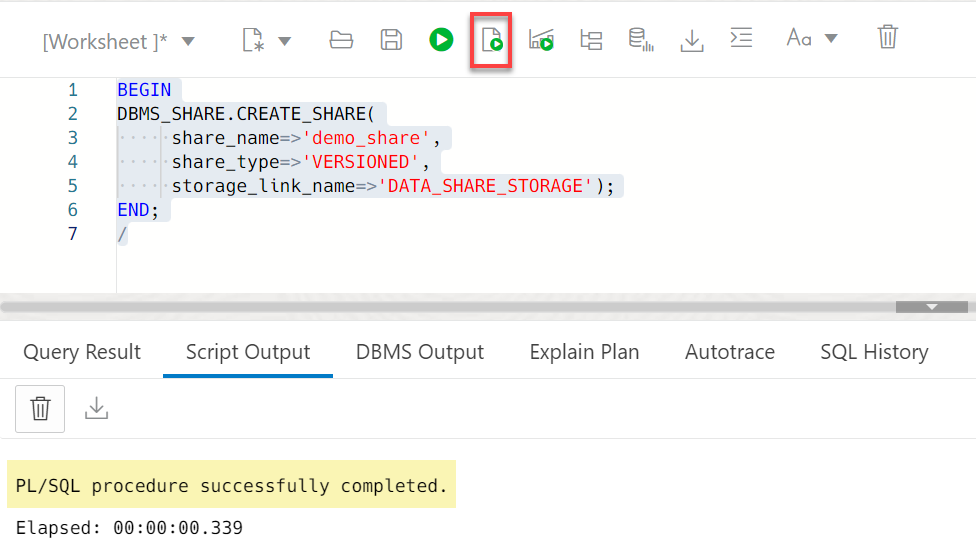 [Worksheet ]*
Aa
1 BEGIN
2 DBMS_SHARE.CREATE_SHARE(
3 share_name=>'demo_share',
4 share_type=>'VERSIONED',
5 storage_link_name=>'DATA_SHARE_STORAGE');
6 END;
7 /
Query Result Script Output DBMS Output Explain Plan Autotrace SQL History
PL/SQL procedure successfully completed.
Elapsed: 00:00:00.339